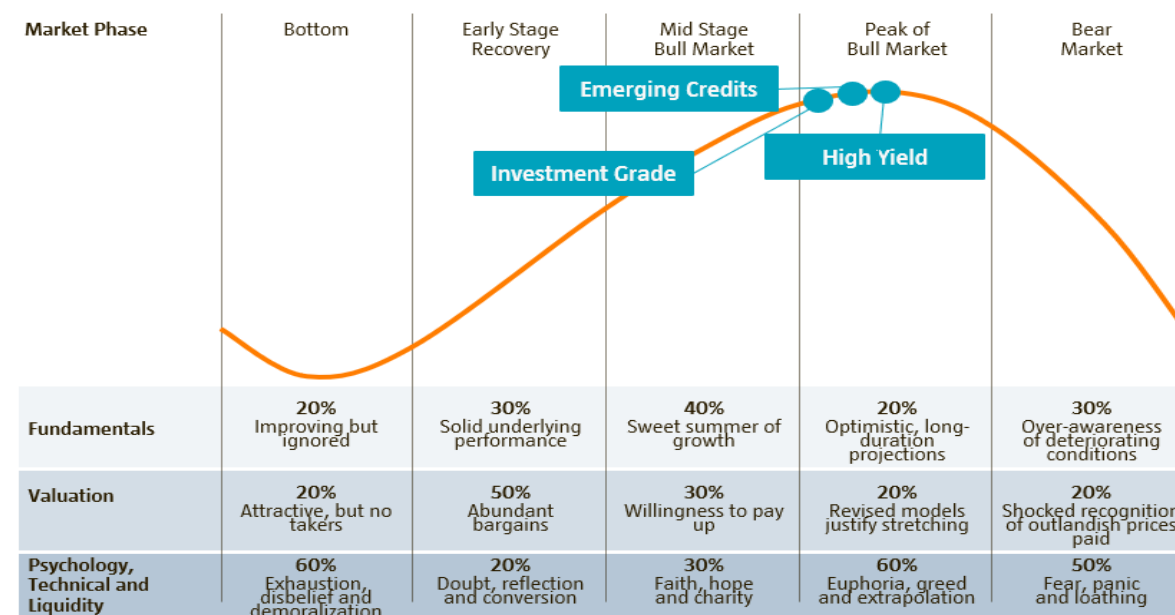 Market Phase
Bottom
Early Stage
Recovery
Mid Stage
Bull Market
Peak of
Bull Market
Bear
Market
Emerging Credits
Investment Grade
High Yield
Fundamentals
20%
Improving but
ignored
30%
Solid underlying
performance
40%
Sweet summer of
growth
20%
Optimistic, long-
duration
projections
30%
Over-awareness
of deteriorating
conditions
Valuation
20%
Attractive, but no
takers
50%
Abundant
bargains
30%
Willingness to pay
up
20%
Revised models
justify stretching
20%
Shocked recognition
of outlandish prices
paid
Psychology,
Technical and
Liquidity
60%
Exhaustion,
disbelief and
demoralization
20%
Doubt, reflection
and conversion
30%
Faith, hope
and charity
60%
Euphoria, greed
and extrapolation
50%
Fear, panic
and loathing